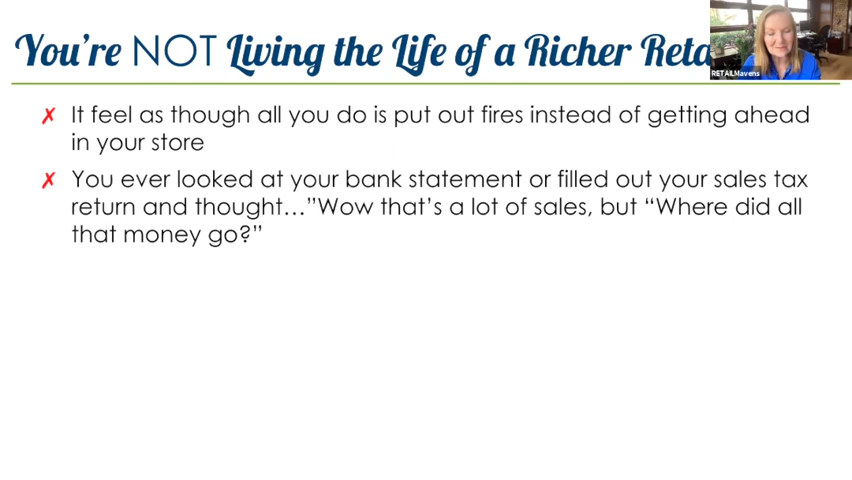 You're NOT Living the Life of a Richer Reta
RETAILMavens
✗ It feel as though all you do is put out fires instead of getting ahead
in your store
✗ You ever looked at your bank statement or filled out your sales tax
return and thought…”Wow that’s a lot of sales, but “Where did all
that money go?”